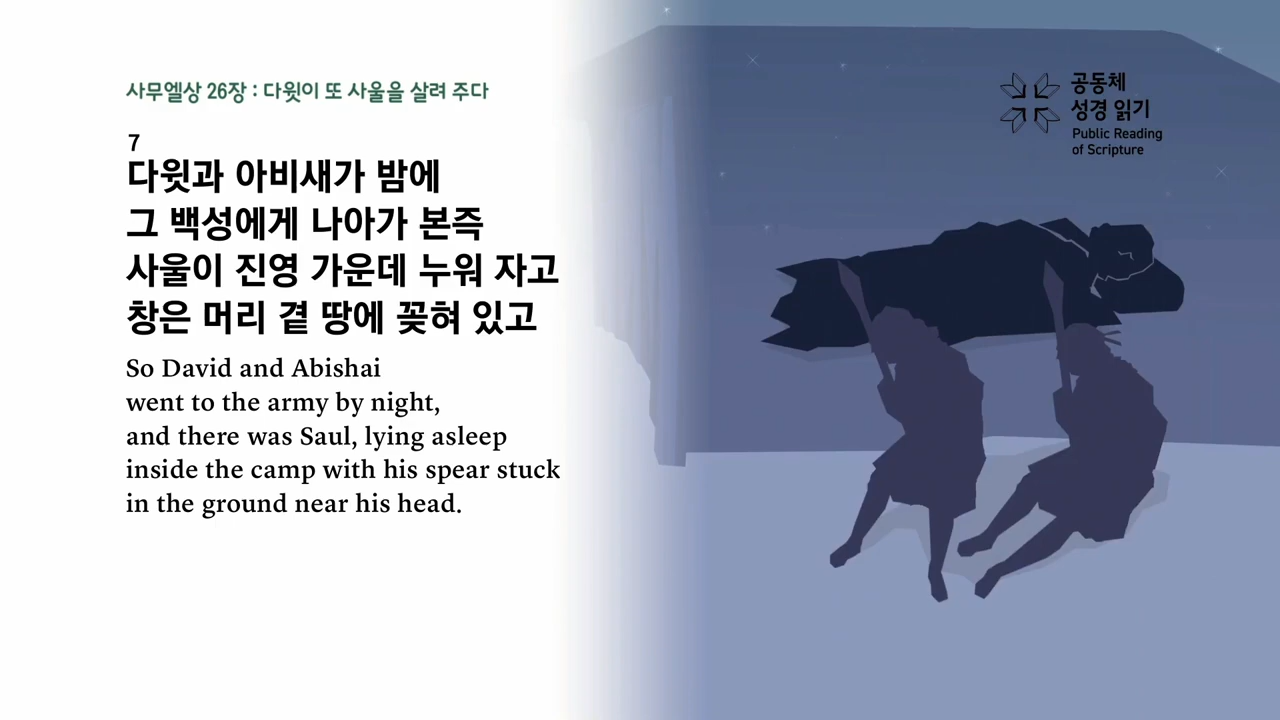 사무엘상 26장 : 다윗이 또 사울을 살려 주다
공동체
성경 읽기
Public Reading
of Scripture
7
다윗과 아비새가 밤에
그 백성에게 나아가 본즉
사울이 진영 가운데 누워 자고
창은 머리 곁 땅에 꽂혀 있고
So David and Abishai
went to the army by night,
and there was Saul, lying asleep
inside the camp with his spear stuck
in the ground near his head.